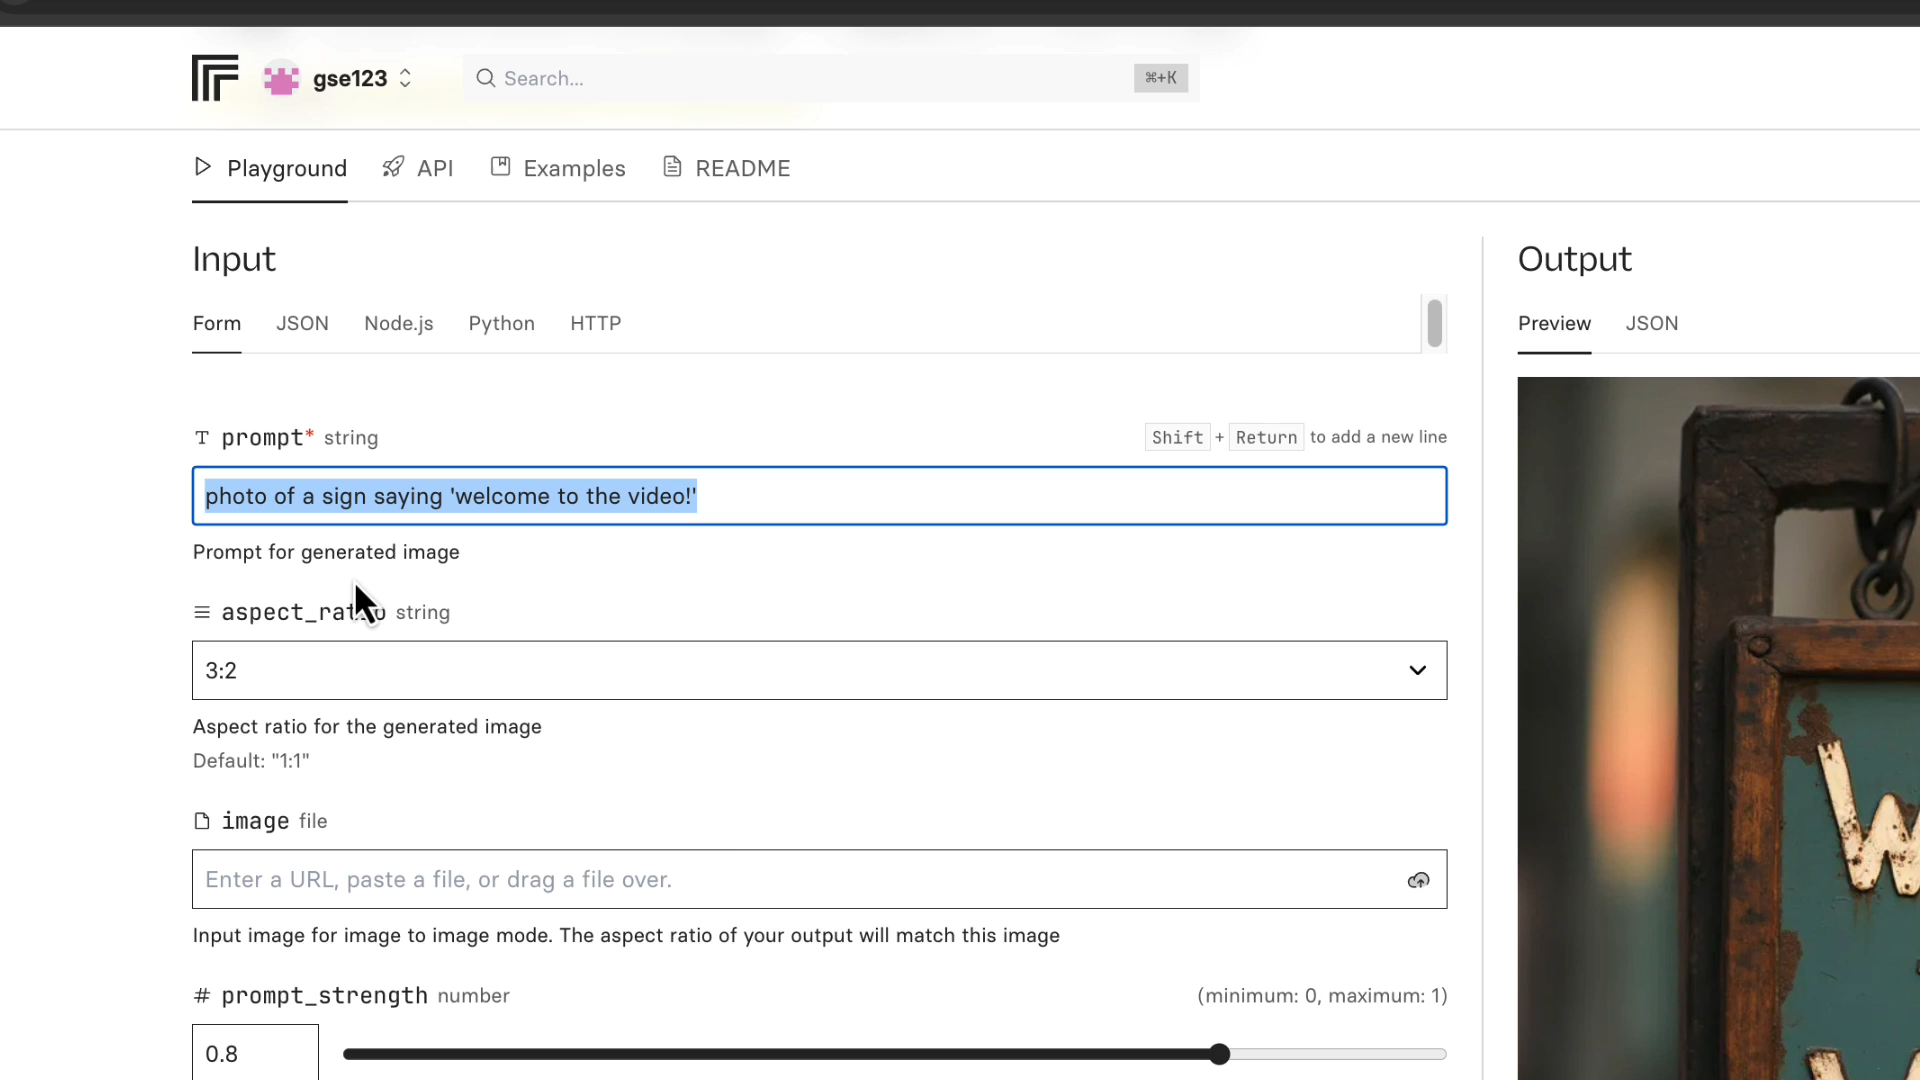 gse123
Search...
⌘+K
Playground
API
Examples
README
Input
Output
Form
JSON
Node.js
Python
HTTP
Preview
JSON
prompt* string
Shift + Return to add a new line
photo of a sign saying 'welcome to the video!'
Prompt for generated image
string
3:2
Aspect ratio for the generated image
Default: "1:1"
image file
Enter a URL, paste a file, or drag a file over.
Input image for image to image mode. The aspect ratio of your output will match this image
# prompt_strength number
(minimum: 0, maximum: 1)
0.8